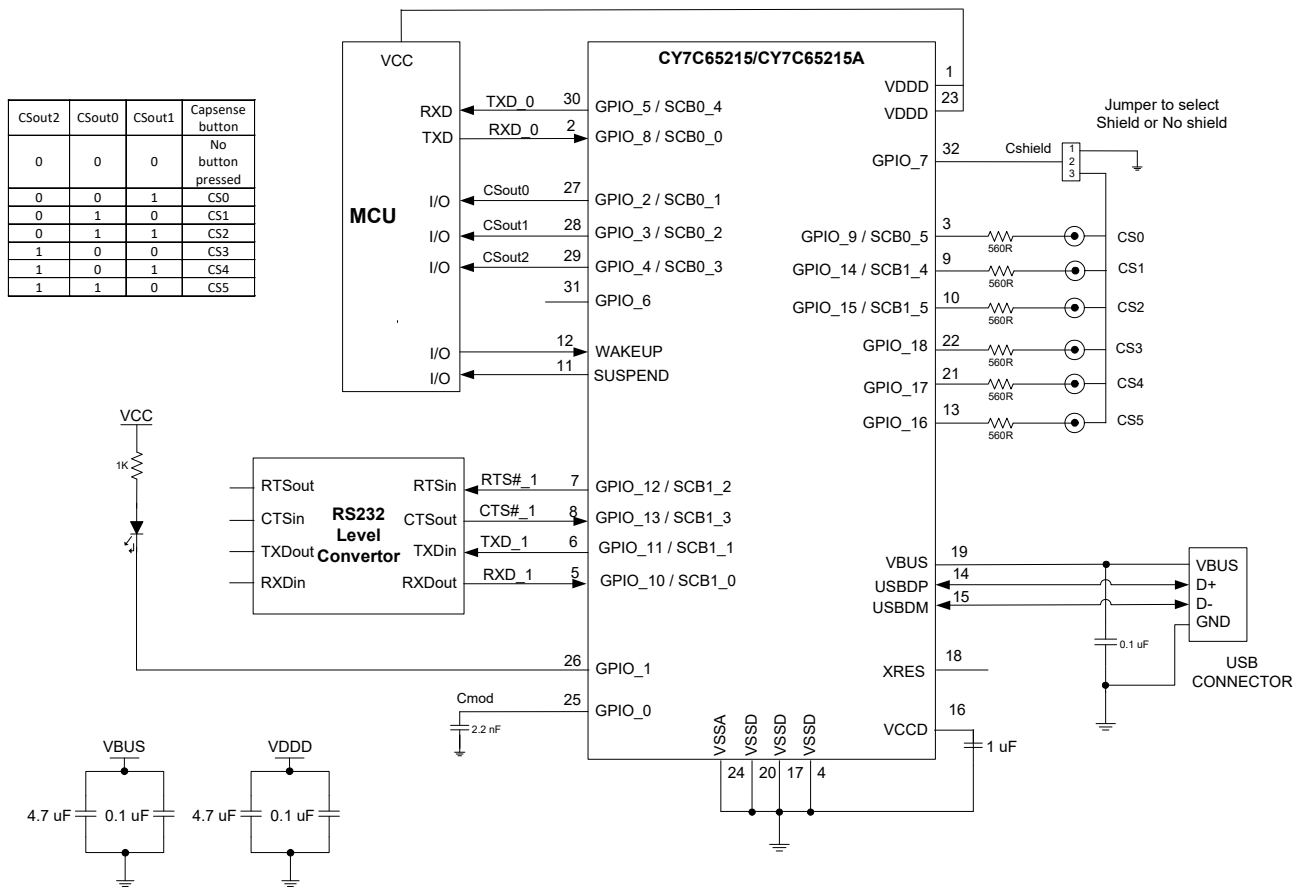 CSout2 CSout0 CSout1 Capsense button
0 0 0 No button pressed
0 0 1 CS0
0 1 0 CS1
0 1 1 CS2
1 0 0 CS3
1 0 1 CS4
1 1 0 CS5
VCC
MCU
RXD
TXD
I/O
I/O
I/O
I/O
I/O
TXD_0
RXD_0
CSout0
CSout1
CSout2
CY7C65215/CY7C65215A
30 GPIO_5 / SCB0_4
2 GPIO_8 / SCB0_0
27 GPIO_2 / SCB0_1
28 GPIO_3 / SCB0_2
29 GPIO_4 / SCB0_3
31 GPIO_6
12 WAKEUP
11 SUSPEND
7 GPIO_12 / SCB1_2
8 GPIO_13 / SCB1_3
6 GPIO_11 / SCB1_1
5 GPIO_10 / SCB1_0
26 GPIO_1
25 GPIO_0
VDDD 1
VDDD 23
GPIO_7 32
Cshield
1
2
3
Jumper to select
Shield or No shield
GPIO_9 / SCB0_5 3 560R CS0
GPIO_14 / SCB1_4 9 560R CS1
GPIO_15 / SCB1_5 10 560R CS2
GPIO_18 22 560R CS3
GPIO_17 21 560R CS4
GPIO_16 13 560R CS5
VBUS 19
USBDP 14
USBDM 15
XRES 18
VCCD 16
1 uF
VBUS
D+
D-
GND
0.1 uF
USB
CONNECTOR
VSSA
VSSD
VSSD
VSSD
24 20 17 4
VCC
1K
RTSout
CTSin
TXDout
RXDin
RS232
Level
Convertor
RTSin
CTSout
TXDin
RXDout
RTS#_1
CTS#_1
TXD_1
RXD_1
Cmod
2.2 nF
VBUS
4.7 uF
0.1 uF
VDDD
4.7 uF
0.1 uF